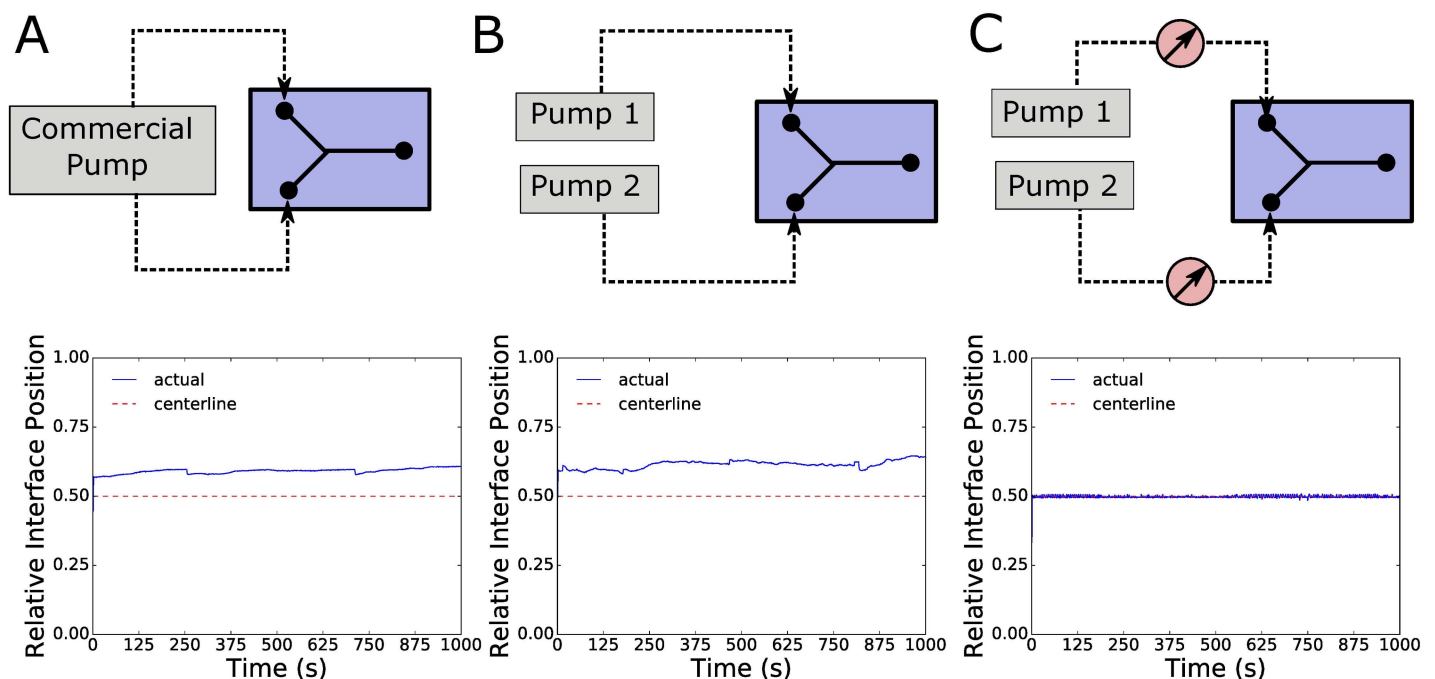 A
Commercial
Pump
B
Pump 1
Pump 2
C
Pump 1
Pump 2
Relative Interface Position
1.00
0.75
0.50
0.25
0.00
actual
centerline
0 125 250 375 500 625 750 875 1000
Time (s)
Relative Interface Position
1.00
0.75
0.50
0.25
0.00
actual
centerline
0 125 250 375 500 625 750 875 1000
Time (s)
Relative Interface Position
1.00
0.75
0.50
0.25
0.00
actual
centerline
0 125 250 375 500 625 750 875 1000
Time (s)